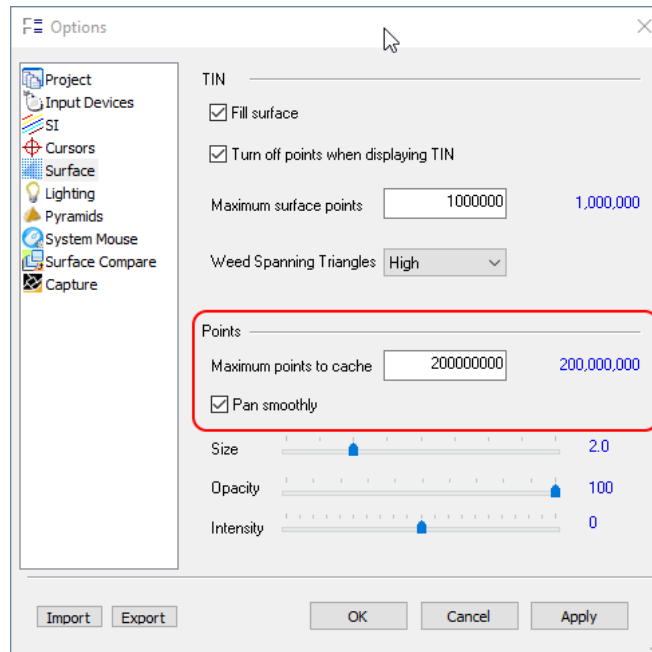 Options
Project
Input Devices
SI
Cursors
Surface
Lighting
Pyramids
System Mouse
Surface Compare
Capture
TIN
Fill surface
Turn off points when displaying TIN
Maximum surface points 1000000 1,000,000
Weed Spanning Triangles High
Points
Maximum points to cache 200000000 200,000,000
Pan smoothly
Size 2.0
Opacity 100
Intensity 0
Import Export OK Cancel Apply